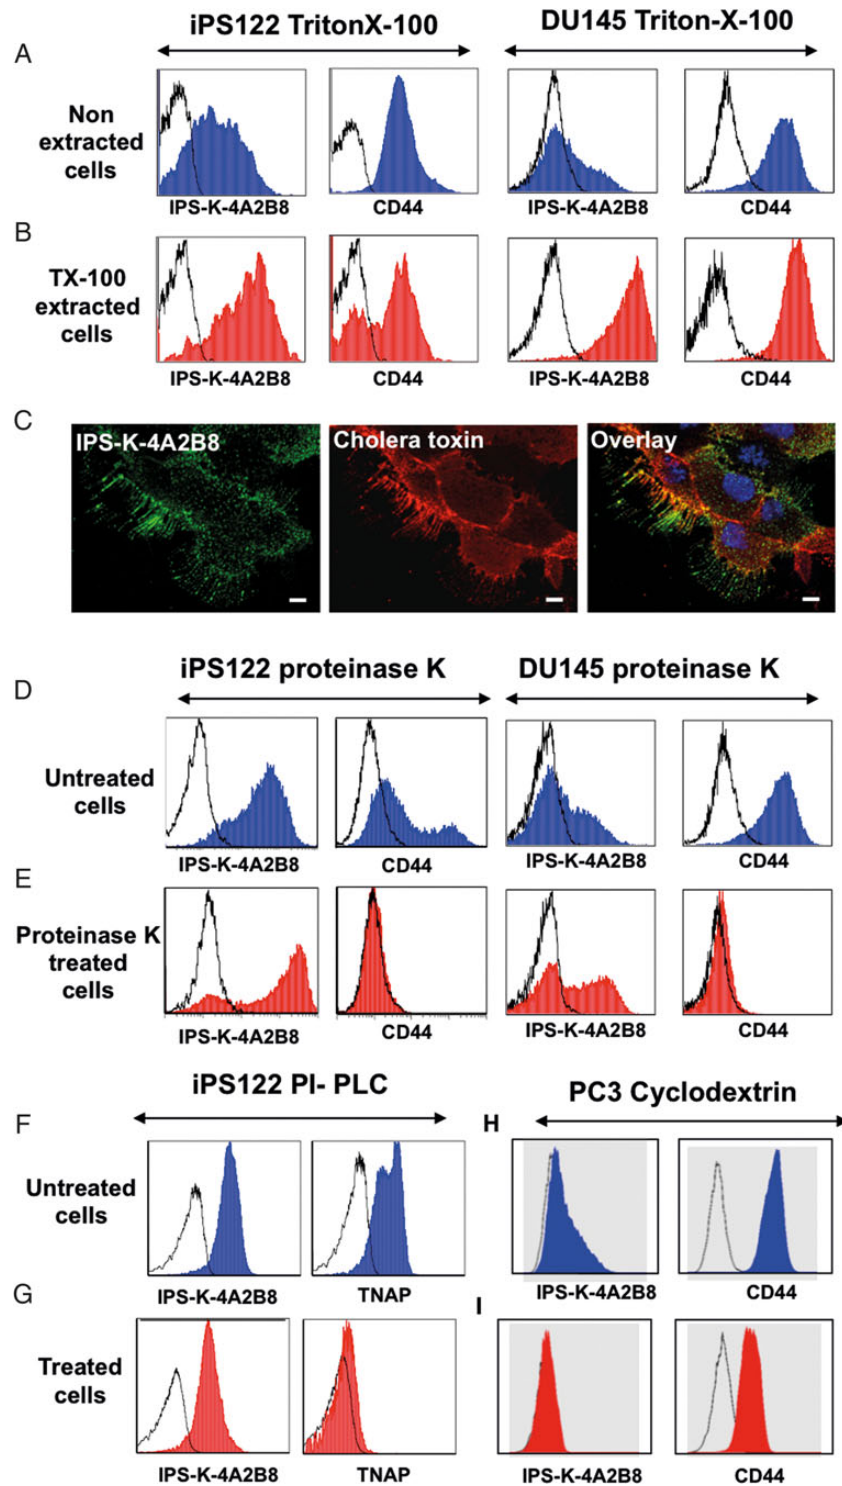 iPS122 TritonX-100
DU145 Triton-X-100
A
Non
extracted
cells
IPS-K-4A2B8
CD44
IPS-K-4A2B8
CD44
B
TX-100
extracted
cells
IPS-K-4A2B8
CD44
IPS-K-4A2B8
CD44
C
IPS-K-4A2B8
Cholera toxin
Overlay
iPS122 proteinase K
DU145 proteinase K
D
Untreated
cells
IPS-K-4A2B8
CD44
IPS-K-4A2B8
CD44
E
Proteinase K
treated
cells
IPS-K-4A2B8
CD44
IPS-K-4A2B8
CD44
iPS122 PI- PLC
PC3 Cyclodextrin
F
H
Untreated
cells
IPS-K-4A2B8
TNAP
IPS-K-4A2B8
CD44
G
I
Treated
cells
IPS-K-4A2B8
TNAP
IPS-K-4A2B8
CD44